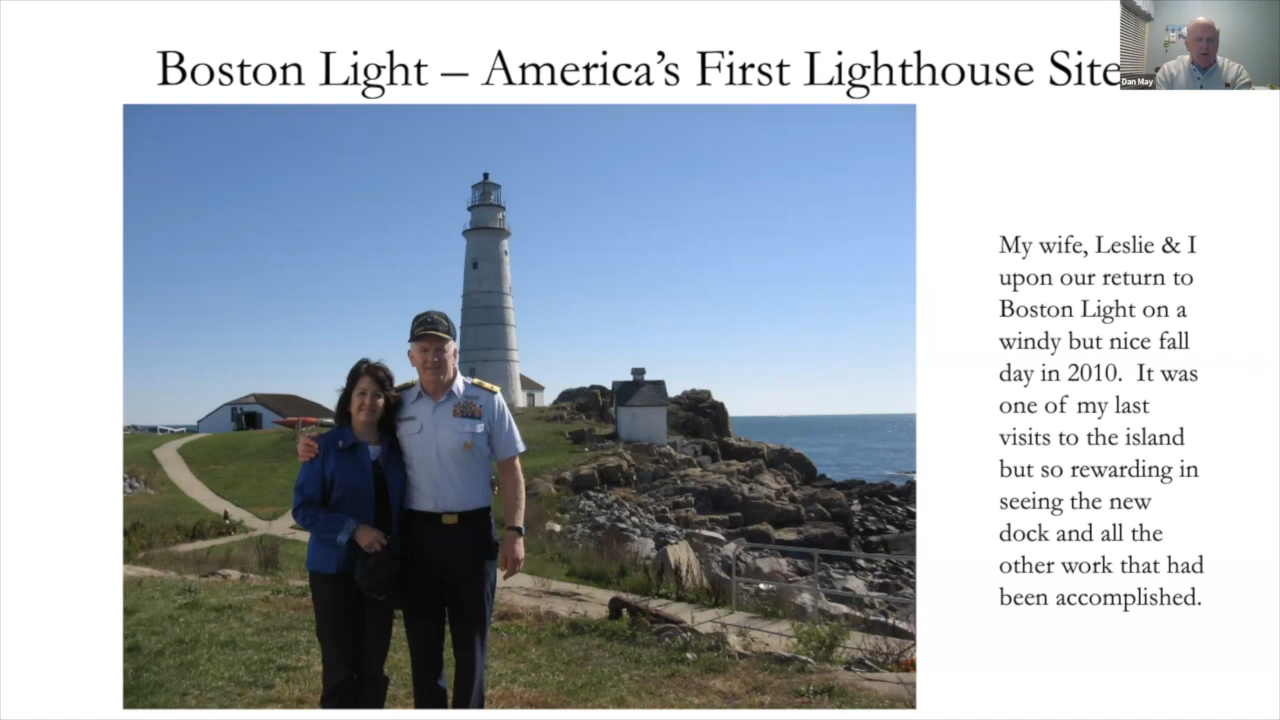 Boston Light – America's First Lighthouse Site
Dan May
My wife, Leslie & I
upon our return to
Boston Light on a
windy but nice fall
day in 2010.  It was
one of my last
visits to the island
but so rewarding in
seeing the new
dock and all the
other work that had
been accomplished.